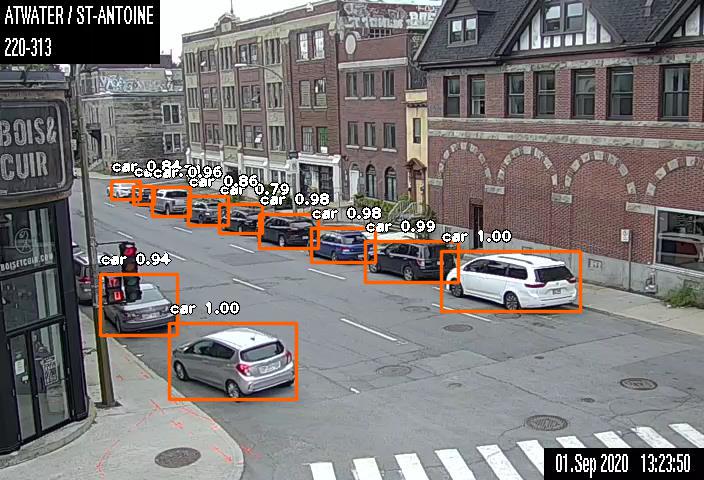 ATWATER / ST-ANTOINE
220-313
BOIS&
CUIR
BOISETCUIR.COM
car 0.84
car 0.96
car 0.86
car 0.79
car 0.98
car 0.98
car 0.99
car 1.00
car 0.94
car 1.00
01.Sep 2020 13:23:50